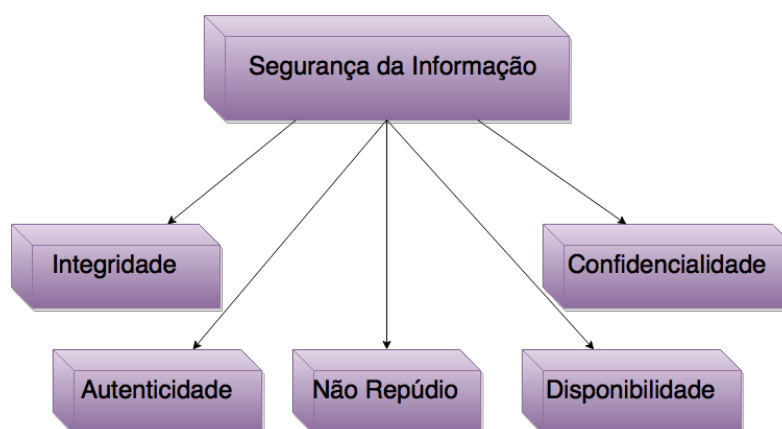 Segurança da Informação
Integridade
Confidencialidade
Autenticidade
Não Repúdio
Disponibilidade